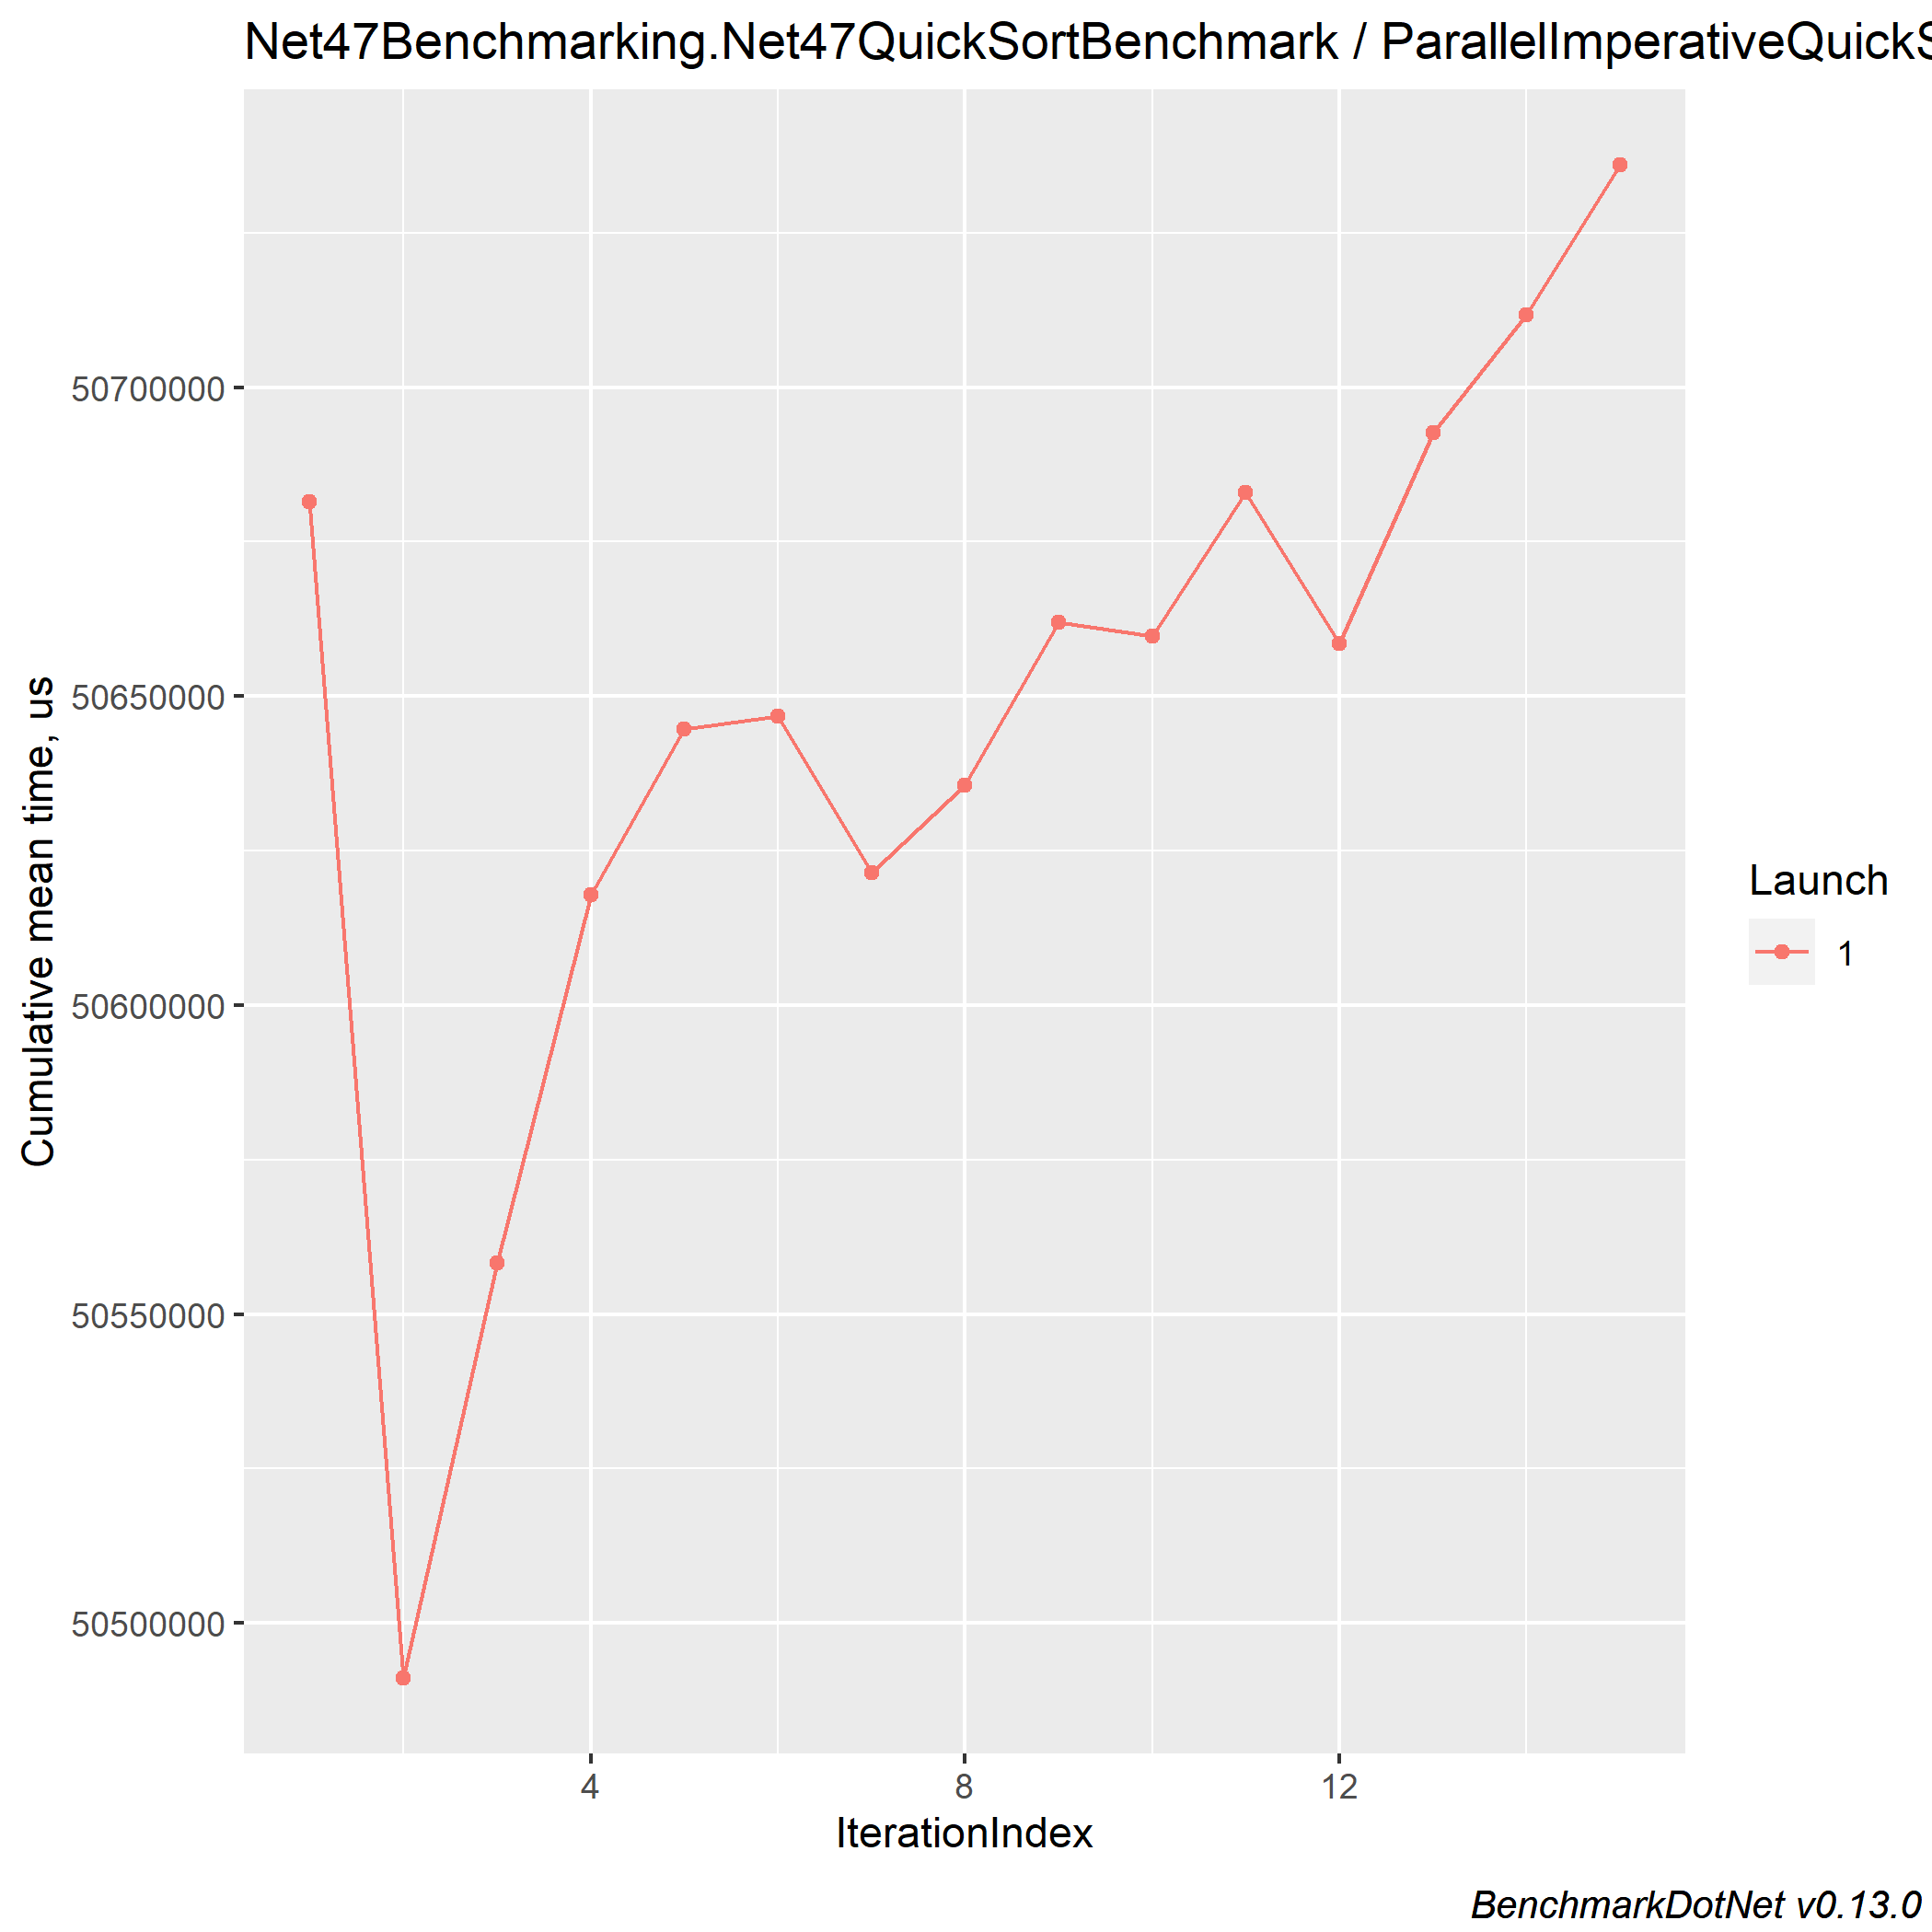 Net47Benchmarking.Net47QuickSortBenchmark / ParallelImperativeQuickS
Cumulative mean time, us
50700000
50650000
50600000
50550000
50500000
4 8 12
IterationIndex
Launch
1
BenchmarkDotNet v0.13.0